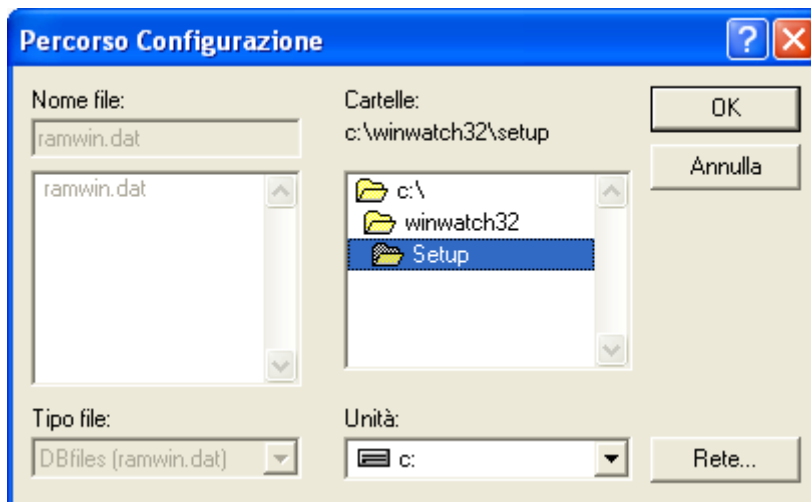 Percorso Configurazione
Nome file:
ramwin.dat
ramwin.dat
Tipo file:
DBfiles (ramwin.dat)
Cartelle:
c:\winwatch32\setup
c:\
winwatch32
Setup
Unità:
c:
OK
Annulla
Rete...